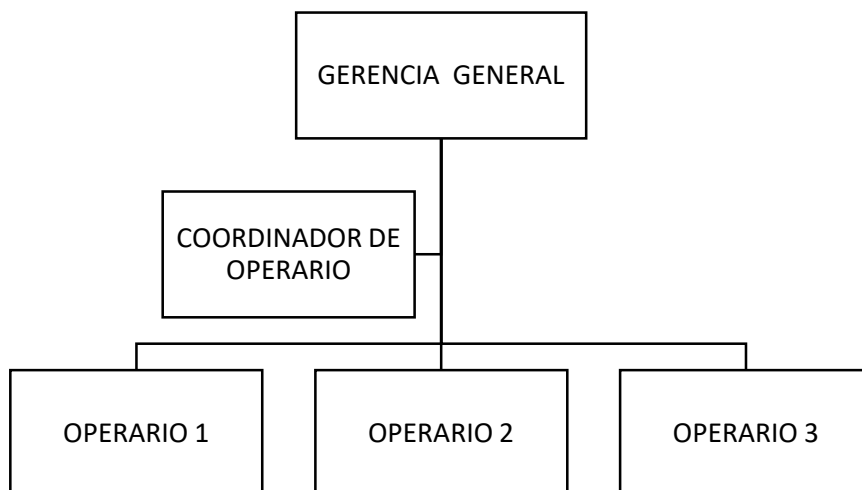 GERENCIA GENERAL
COORDINADOR DE
OPERARIO
OPERARIO 1
OPERARIO 2
OPERARIO 3